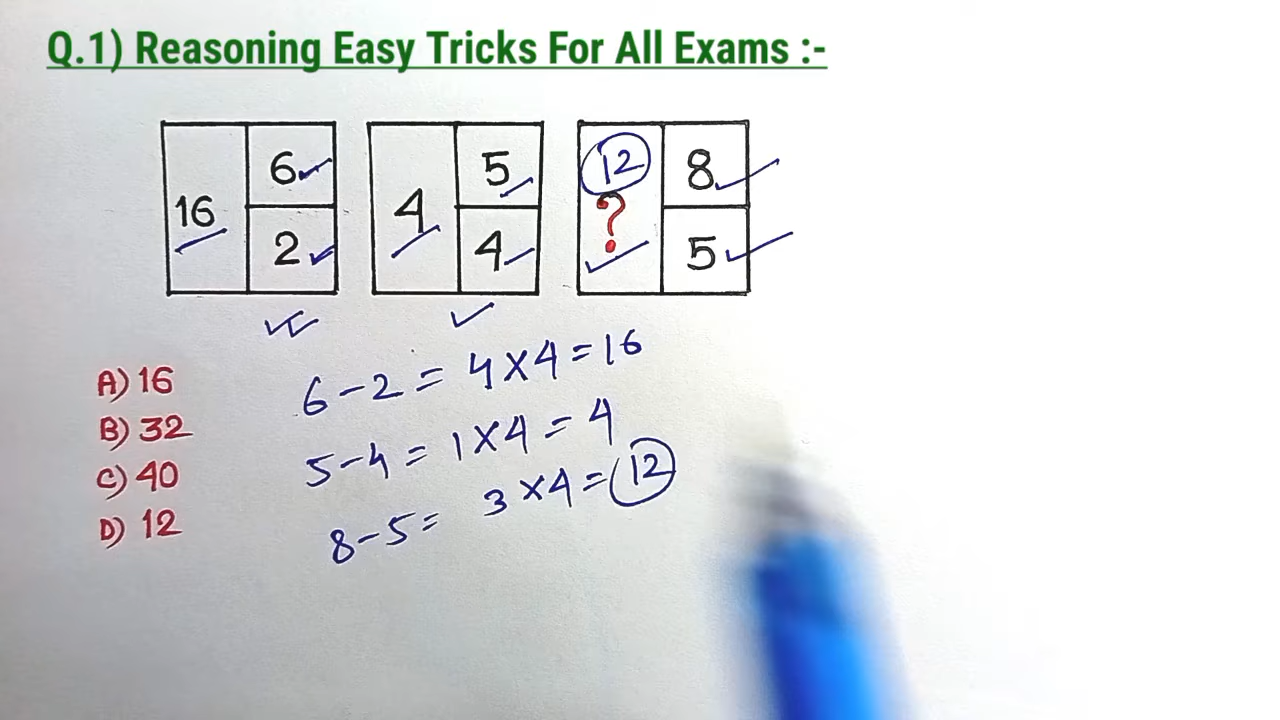 Q.1) Reasoning Easy Tricks For All Exams :-
16 6 2
4 5 4
12 ? 8 5
A) 16
B) 32
C) 40
D) 12
6-2 = 4×4=16
5-4 = 1×4=4
8-5= 3×4=12